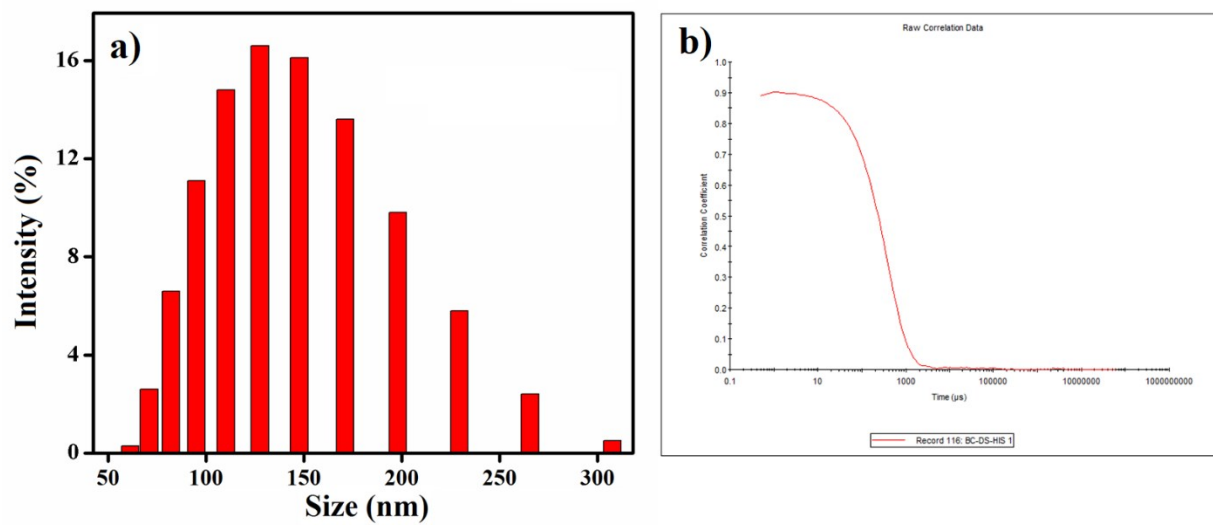 a)
Intensity (%)
16
12
8
4
0
50 100 150 200 250 300
Size (nm)
b)
Raw Correlation Data
Correlation Coefficient
1.0
0.9
0.8
0.7
0.6
0.5
0.4
0.3
0.2
0.1
0.0
0.1 10 1000 100000 10000000 1000000000
Time (µs)
Record 116: BC-DS-HIS 1